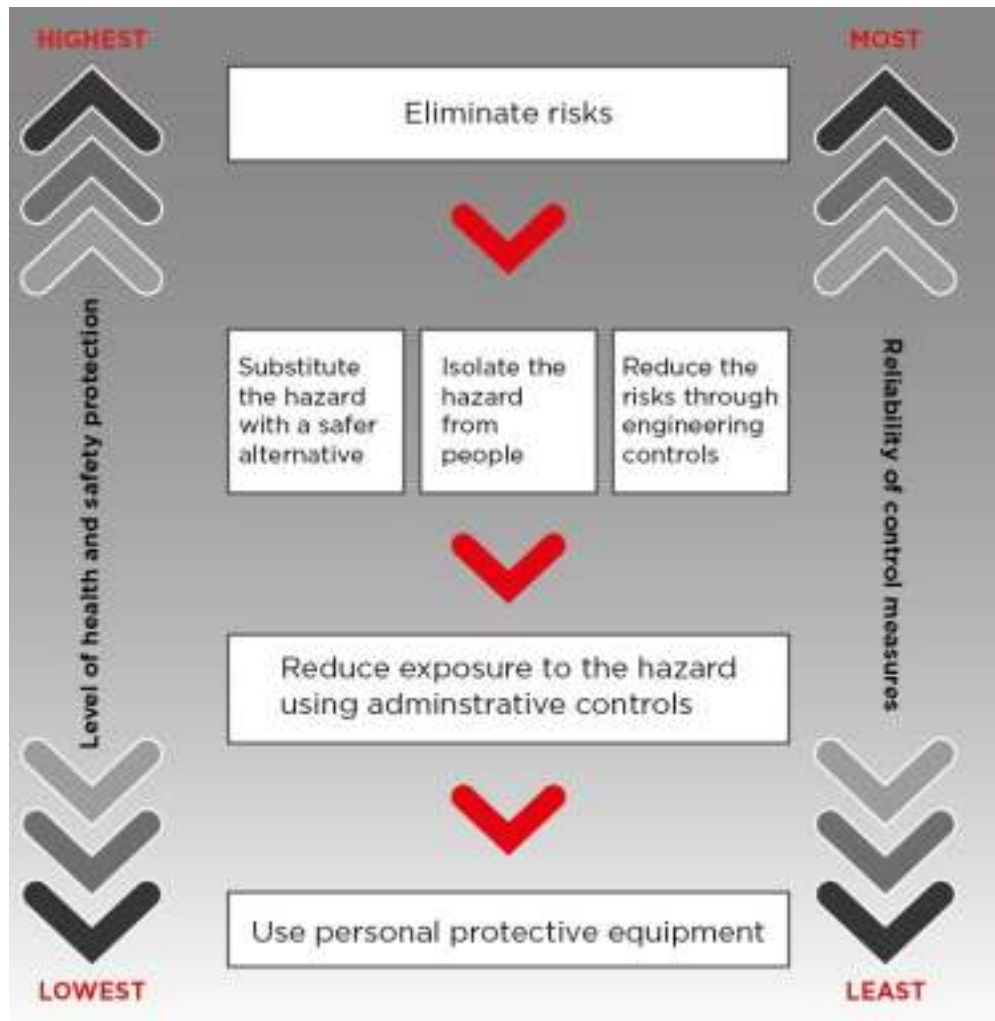 HIGHEST
MOST
Eliminate risks
Substitute
the hazard
with a safer
alternative
Isolate the
hazard
from
people
Reduce the
risks through
engineering
controls
Level of health and safety protection
Reliability of control measures
Reduce exposure to the hazard
using adminstrative controls
Use personal protective equipment
LOWEST
LEAST